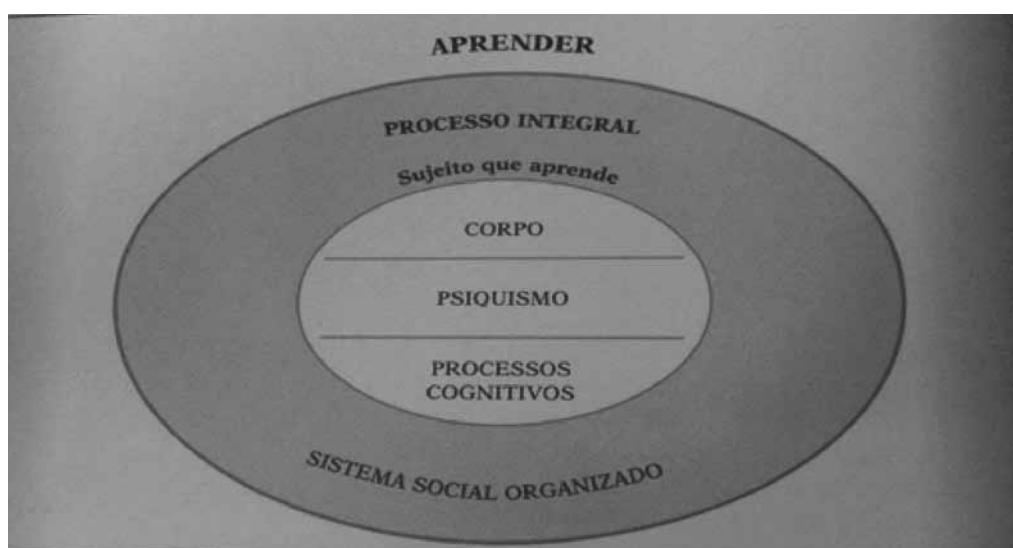 APRENDER
PROCESSO INTEGRAL
Sujeito que aprende
CORPO
PSIQUISMO
PROCESSOS
COGNITIVOS
SISTEMA SOCIAL ORGANIZADO